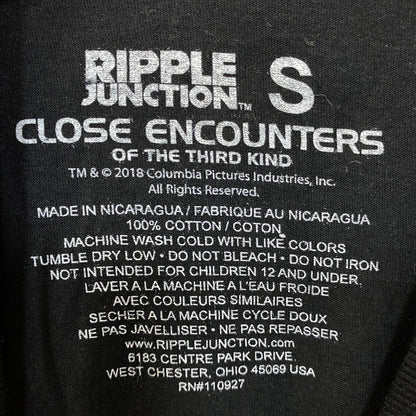 RIPPLE
JUNCTION™ S
CLOSE ENCOUNTERS
OF THE THIRD KIND
TM & © 2018 Columbia Pictures Industries, Inc.
All Rights Reserved.
MADE IN NICARAGUA / FABRIQUE AU NICARAGUA
100% COTTON / COTON
MACHINE WASH COLD WITH LIKE COLORS
TUMBLE DRY LOW • DO NOT BLEACH • DO NOT IRON
NOT INTENDED FOR CHILDREN 12 AND UNDER.
LAVER A LA MACHINE A L'EAU FROIDE
AVEC COULEURS SIMILAIRES
SECHER A LA MACHINE CYCLE DOUX
NE PAS JAVELLISER • NE PAS REPASSER
www.RIPPLEJUNCTION.COM
6183 CENTRE PARK DRIVE
WEST CHESTER, OHIO 45069 USA
RN#110927